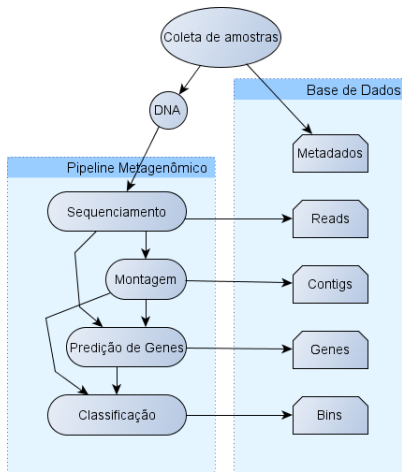 Coleta de amostras
DNA
Base de Dados
Metadados
Pipeline Metagenômico
Sequenciamento
Reads
Montagem
Contigs
Predição de Genes
Genes
Classificação
Bins